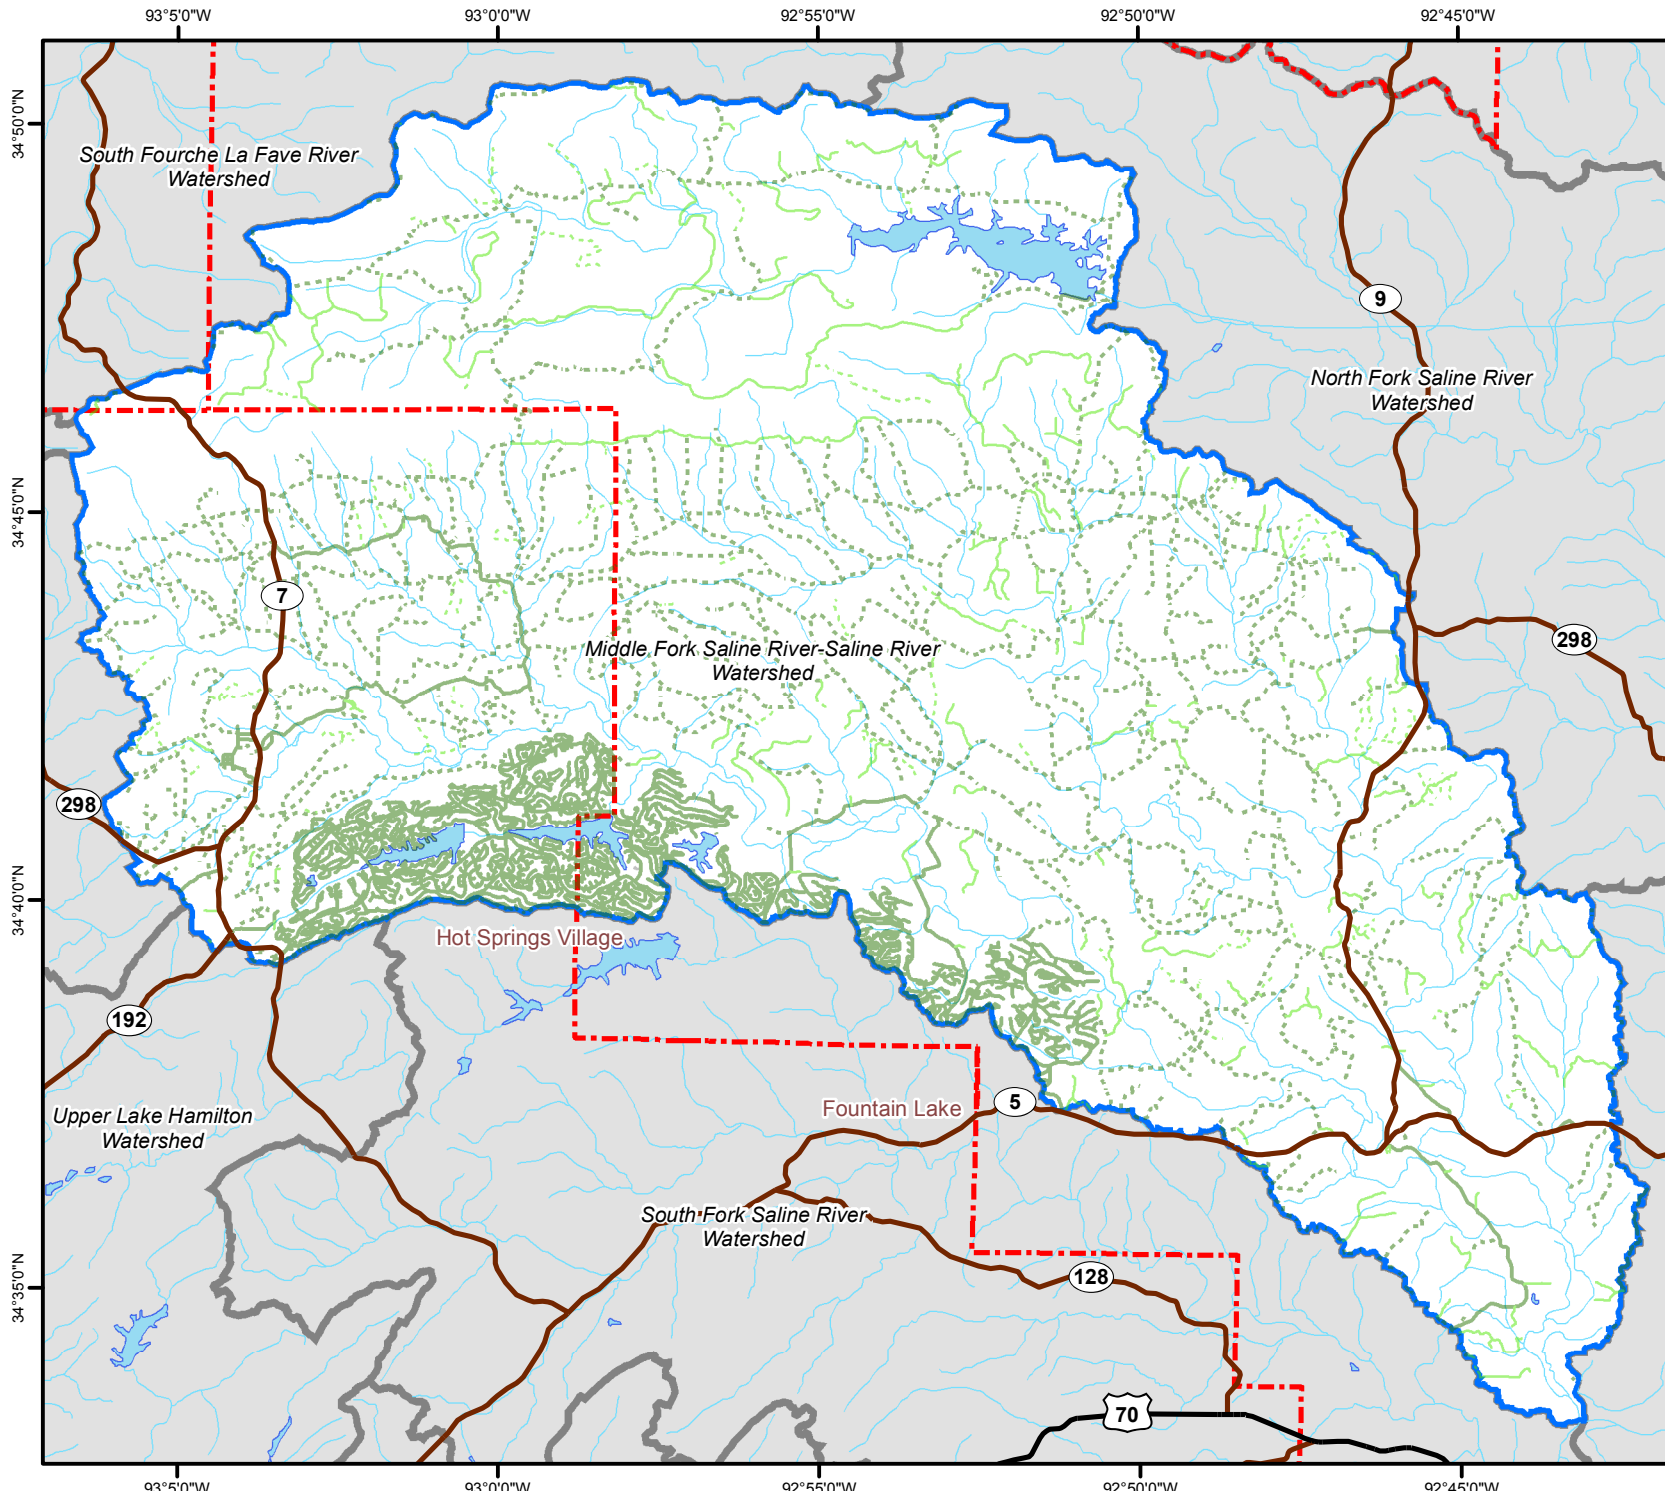 93°5'0"W
93°0'0"W
92°55'0"W
92°50'0"W
92°45'0"W
34°50'0"N
South Fourche La Fave River
Watershed
9
North Fork Saline River
Watershed
34°45'0"N
7
298
Middle Fork Saline River-Saline River
Watershed
298
34°40'0"N
Hot Springs Village
192
Upper Lake Hamilton
Watershed
Fountain Lake
5
South Fork Saline River
Watershed
128
34°35'0"N
70
93°5'0"W
93°0'0"W
92°55'0"W
92°50'0"W
92°45'0"W